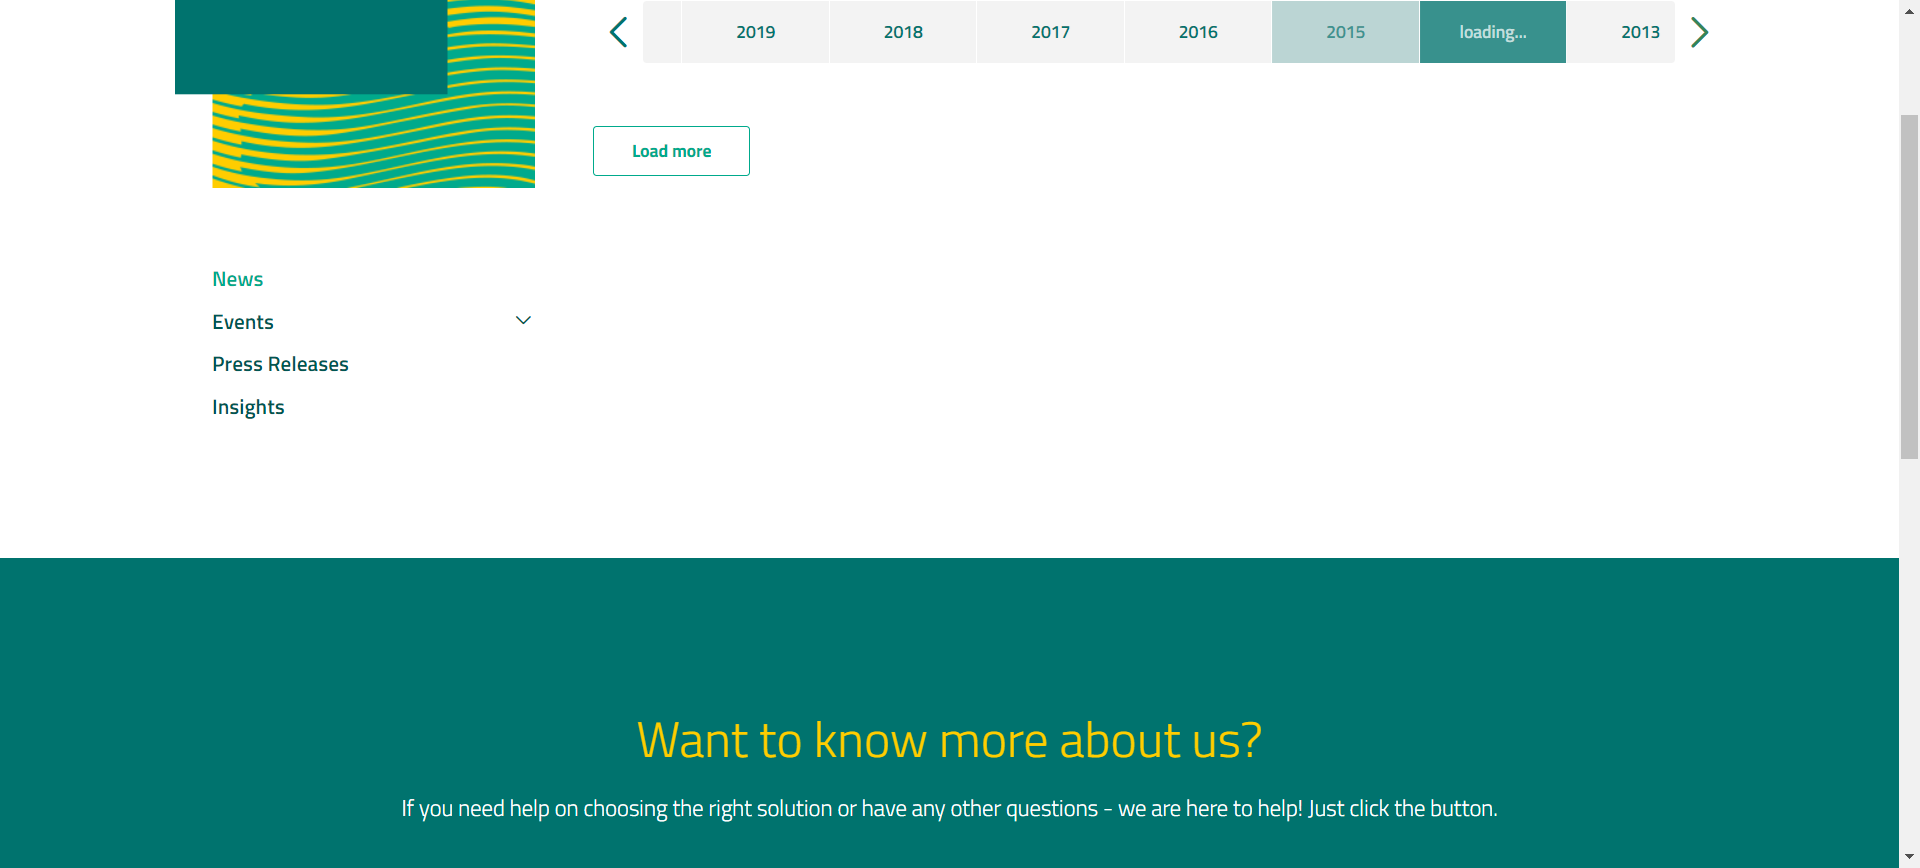 2019 2018 2017 2016 2015 loading... 2013
Load more
News
Events
Press Releases
Insights
Want to know more about us?
If you need help on choosing the right solution or have any other questions - we are here to help! Just click the button.